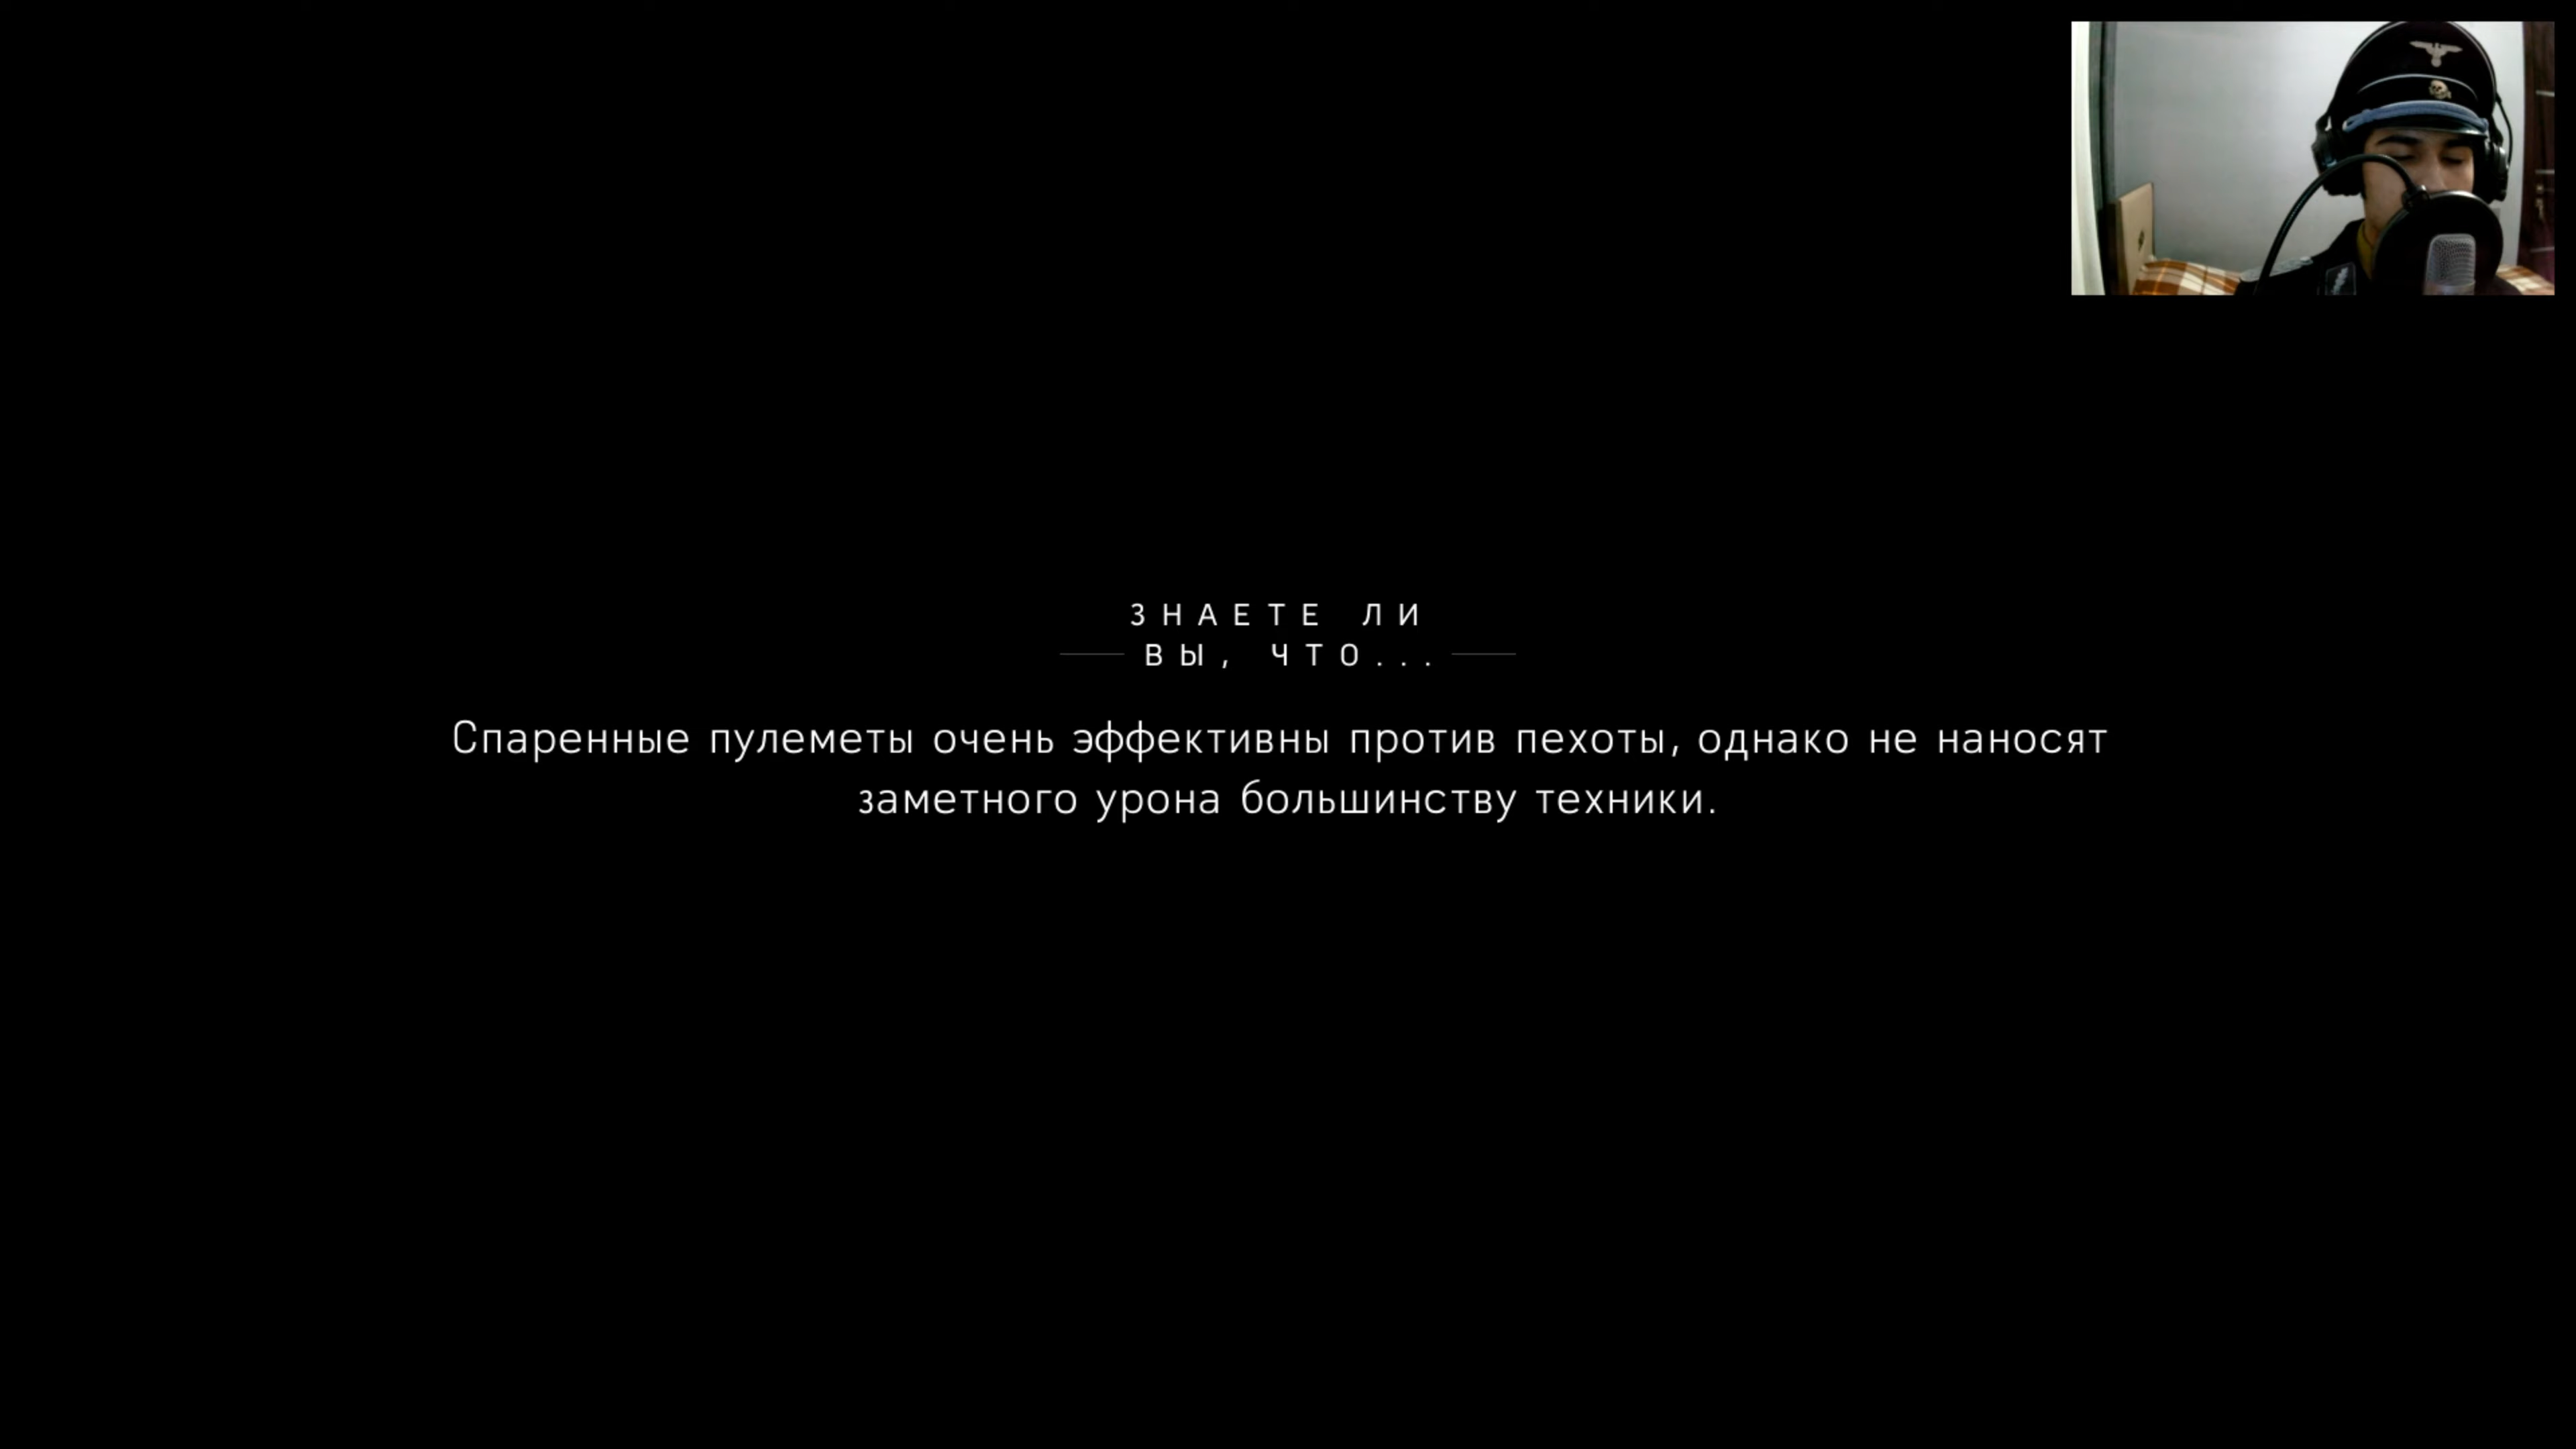 ЗНАЕТЕ ЛИ
ВЫ, ЧТО...
Спаренные пулеметы очень эффективны против пехоты, однако не наносят
заметного урона большинству техники.